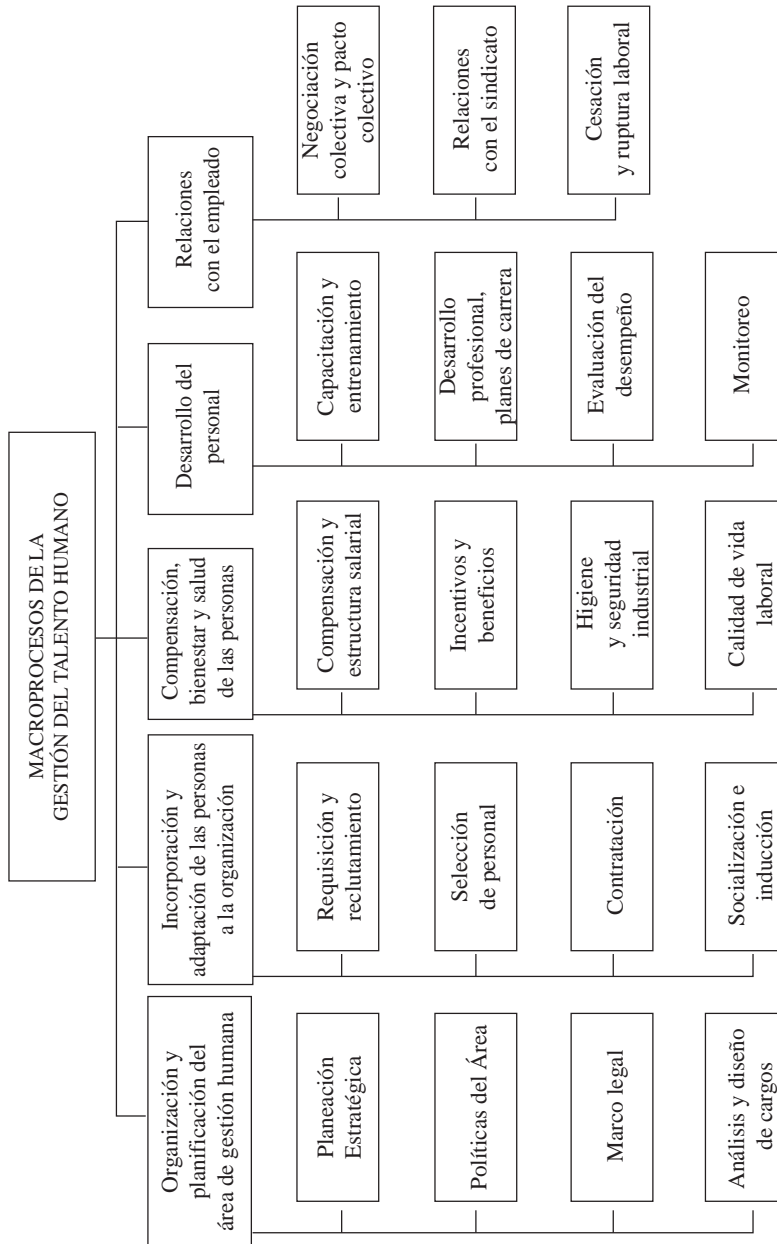 MACROPROCESOS DE LA
GESTIÓN DEL TALENTO HUMANO
Organización y
planificación del
área de gestión humana
Planeación
Estratégica
Políticas del Área
Marco legal
Análisis y diseño
de cargos
Incorporación y
adaptación de las personas
a la organización
Requisición y
reclutamiento
Selección
de personal
Contratación
Socialización e
inducción
Compensación,
bienestar y salud
de las personas
Compensación y
estructura salarial
Incentivos y
beneficios
Higiene
y seguridad
industrial
Calidad de vida
laboral
Desarrollo del
personal
Capacitación y
entrenamiento
Desarrollo
profesional,
planes de carrera
Evaluación del
desempeño
Monitoreo
Relaciones
con el empleado
Negociación
colectiva y pacto
colectivo
Relaciones
con el sindicato
Cesación
y ruptura laboral